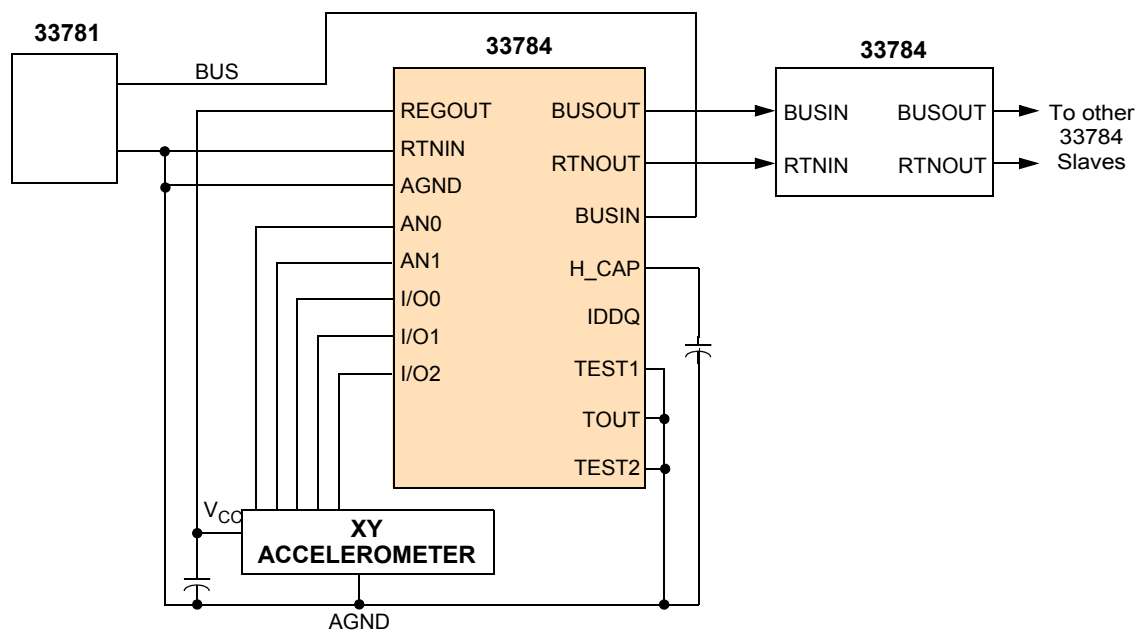 33781
BUS
33784
REGOUT
RTNIN
AGND
AN0
AN1
I/O0
I/O1
I/O2
BUSOUT
RTNOUT
BUSIN
H_CAP
IDDQ
TEST1
TOUT
TEST2
33784
BUSIN
RTNIN
BUSOUT
RTNOUT
To other
33784
Slaves
VCC
XY
ACCELEROMETER
AGND